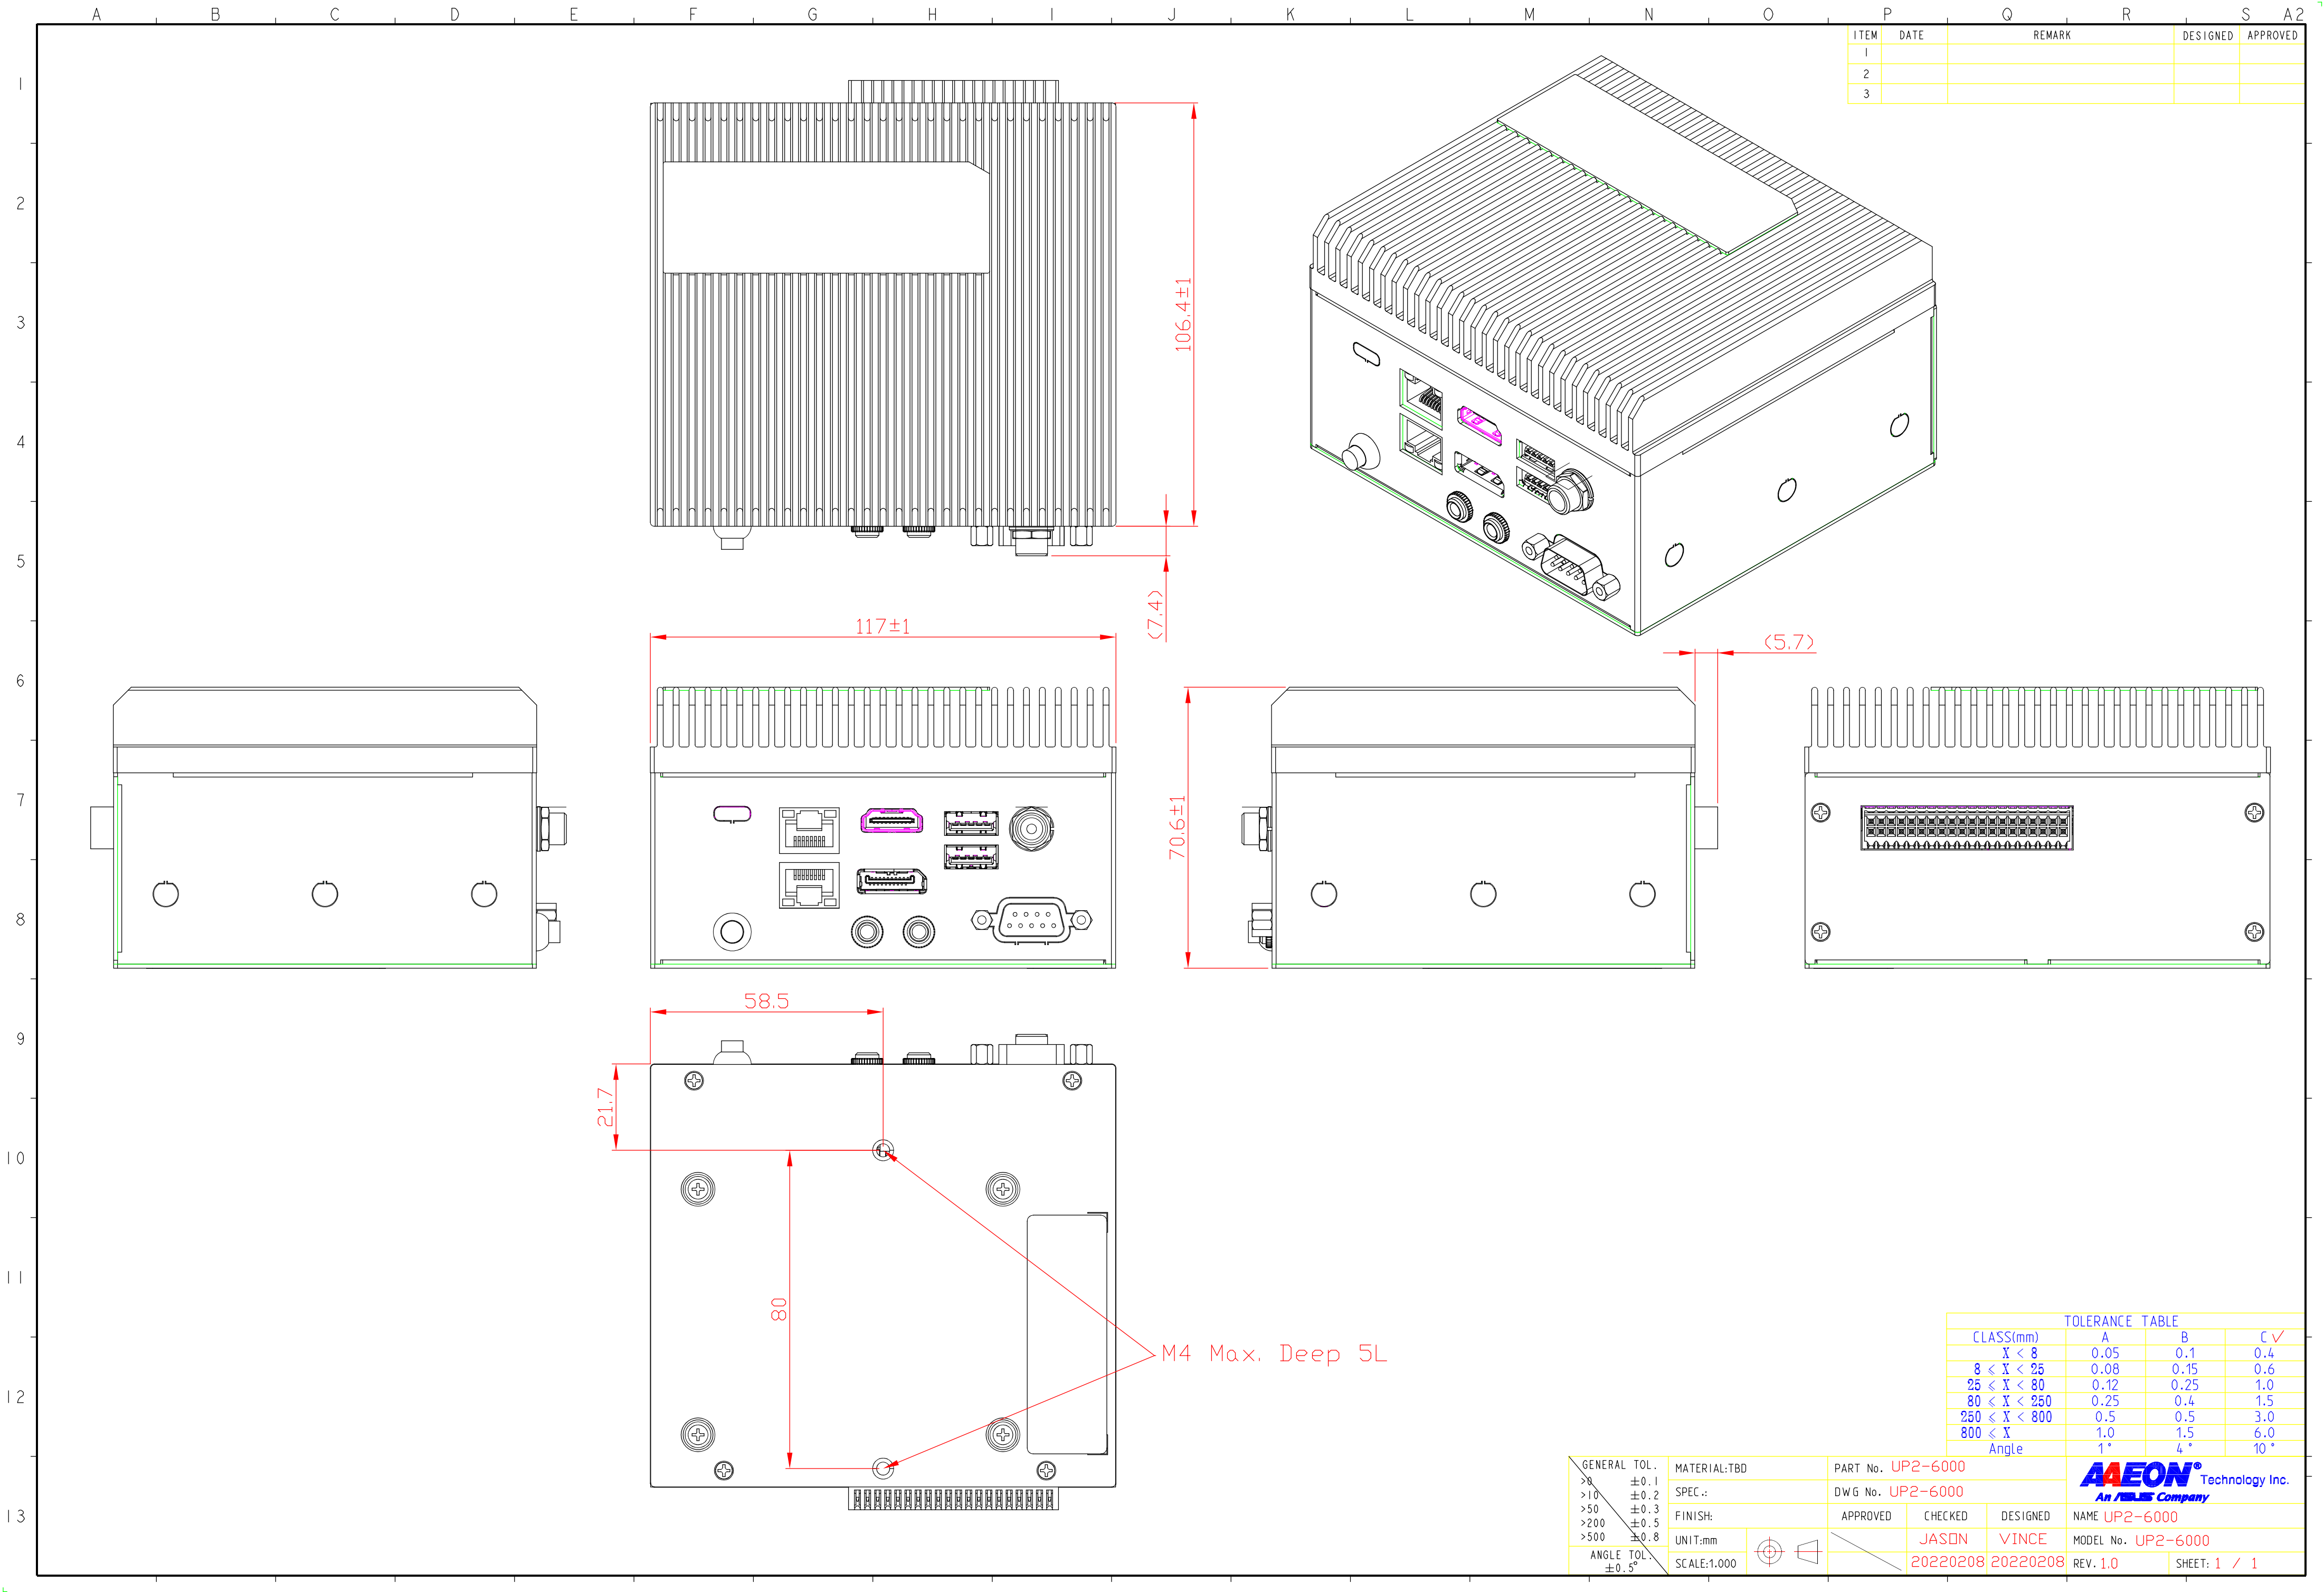 A B C D E F G H I J K L M N O P Q R S A2
ITEM DATE REMARK DESIGNED APPROVED
1
2
3
1
2
3
4
5
6
7
8
9
10
11
12
13
106.4±1
(7.4)
117±1
(5.7)
70.6±1
58.5
21.7
80
M4 Max. Deep 5L
TOLERANCE TABLE
CLASS(mm) A B C ✓
X < 8 0.05 0.1 0.4
8 ≤ X < 25 0.08 0.15 0.6
25 ≤ X < 80 0.12 0.25 1.0
80 ≤ X < 250 0.25 0.4 1.5
250 ≤ X < 800 0.5 0.5 3.0
800 ≤ X 1.0 1.5 6.0
Angle 1° 4° 10°
GENERAL TOL.
>0 ±0.1
>10 ±0.2
>50 ±0.3
>200 ±0.5
>500 ±0.8
ANGLE TOL.
±0.5°
MATERIAL:TBD
SPEC.:
FINISH:
UNIT:mm
SCALE:1.000
PART No. UP2-6000
DWG No. UP2-6000
APPROVED CHECKED DESIGNED
JASON VINCE
20220208 20220208
AAEON® Technology Inc.
An ASUS Company
NAME UP2-6000
MODEL No. UP2-6000
REV. 1.0 SHEET: 1 / 1